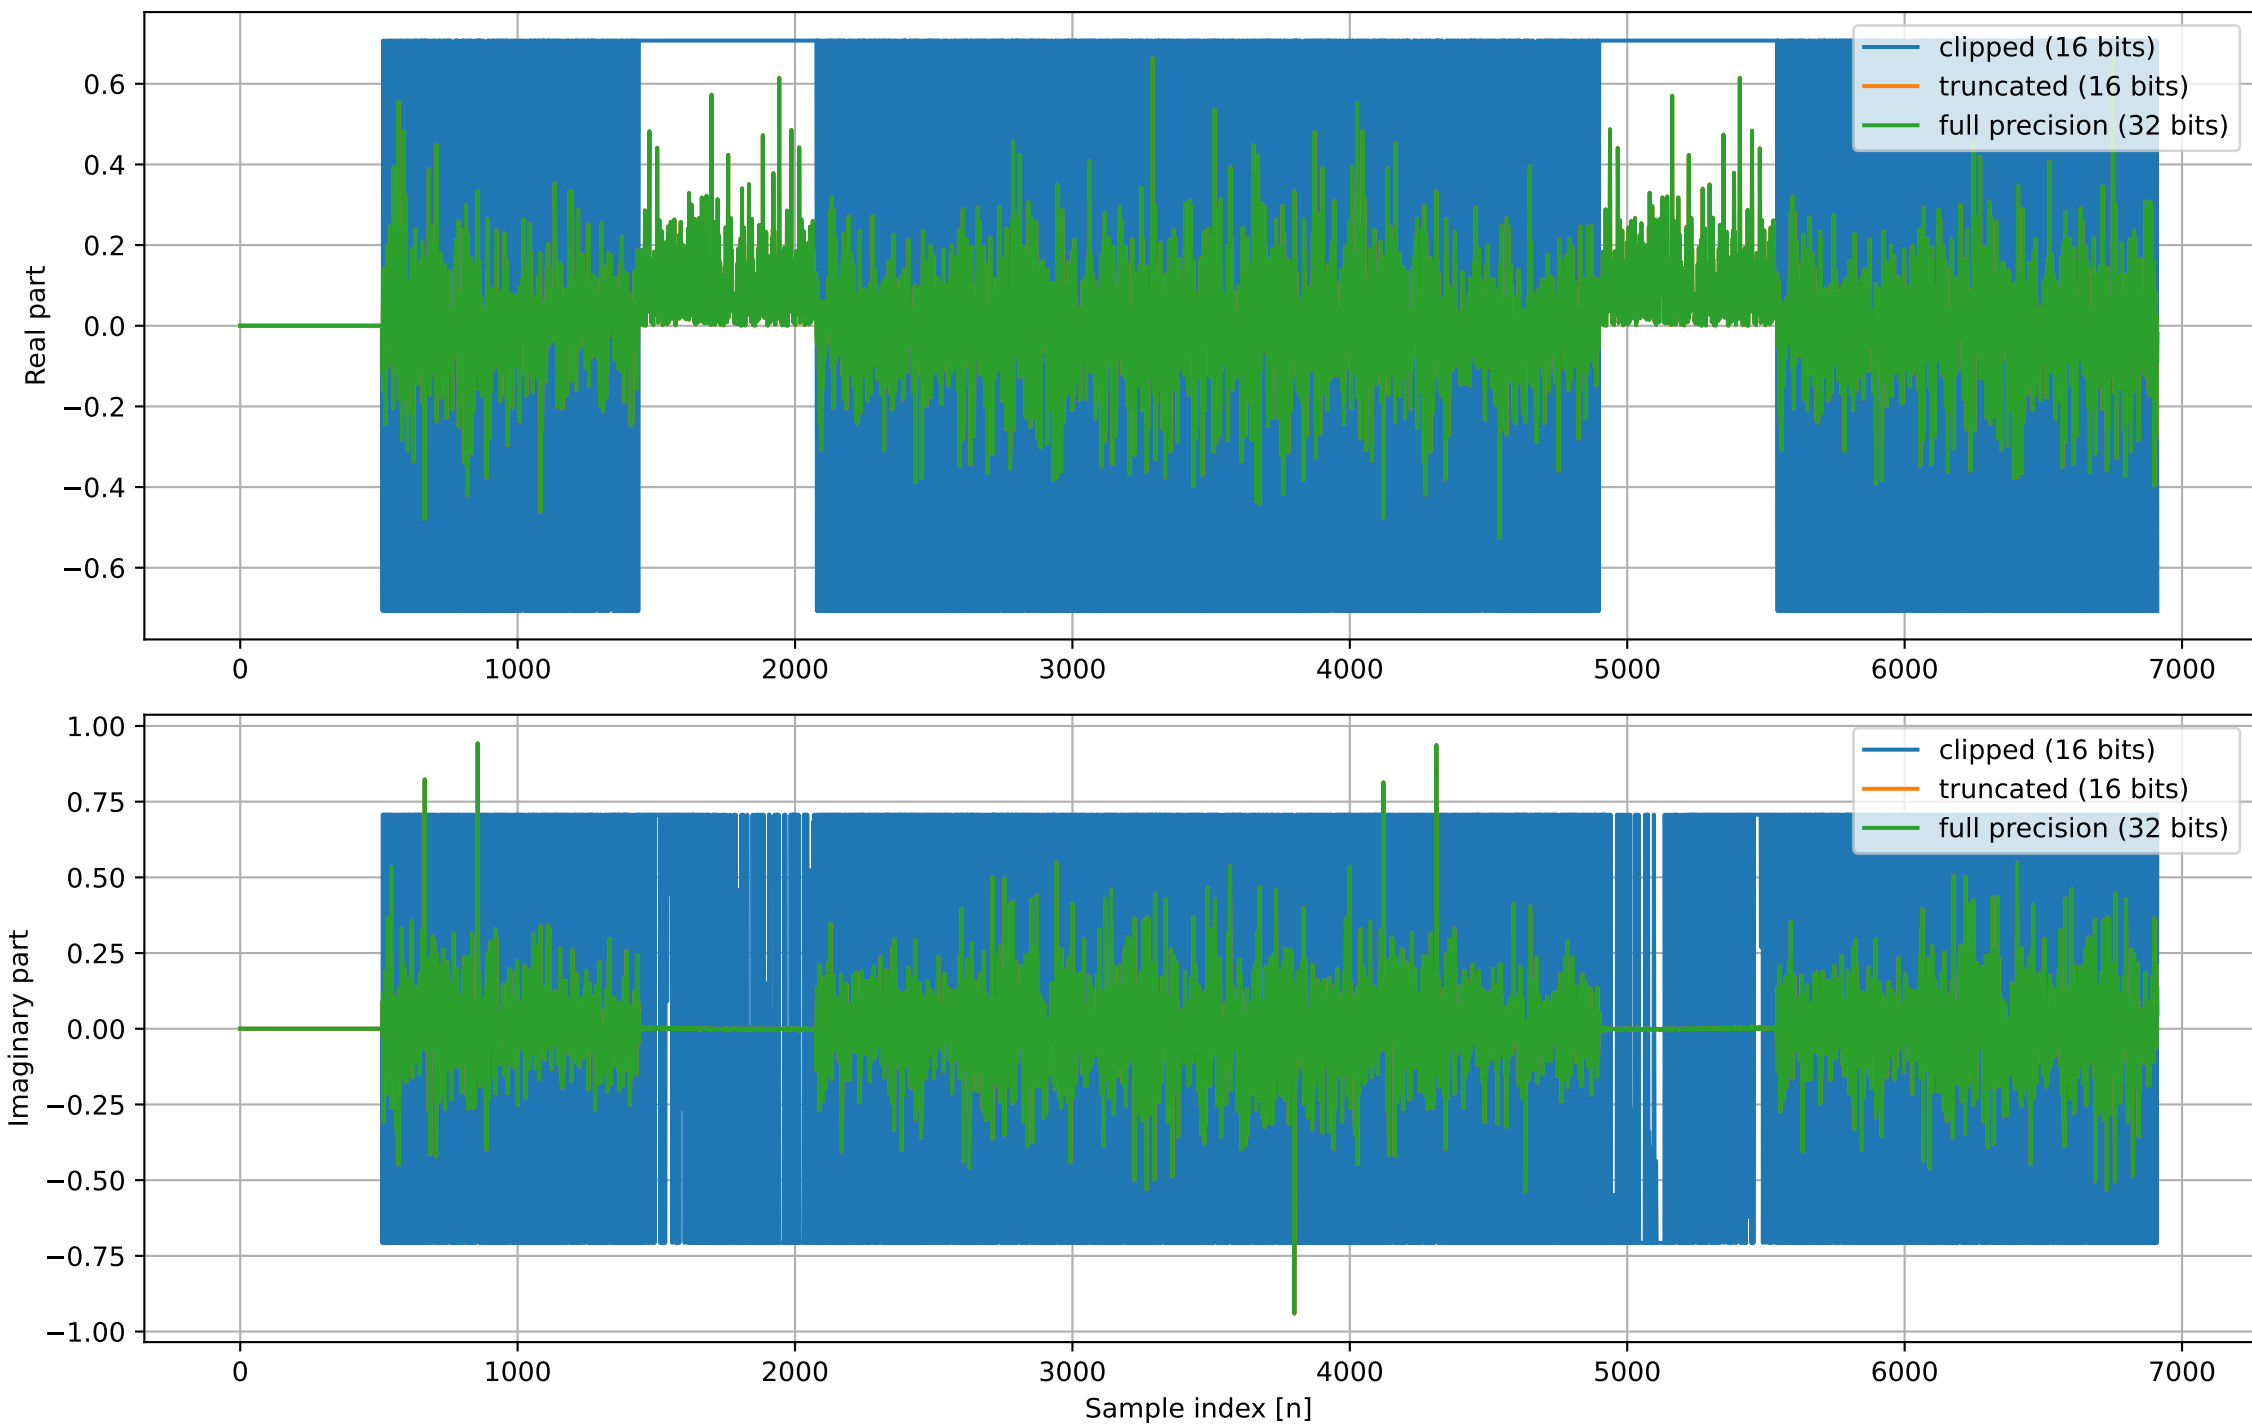 Real part
0.6
0.4
0.2
0.0
−0.2
−0.4
−0.6
clipped (16 bits)
truncated (16 bits)
full precision (32 bits)
0 1000 2000 3000 4000 5000 6000 7000
Imaginary part
1.00
0.75
0.50
0.25
0.00
−0.25
−0.50
−0.75
−1.00
clipped (16 bits)
truncated (16 bits)
full precision (32 bits)
0 1000 2000 3000 4000 5000 6000 7000
Sample index [n]